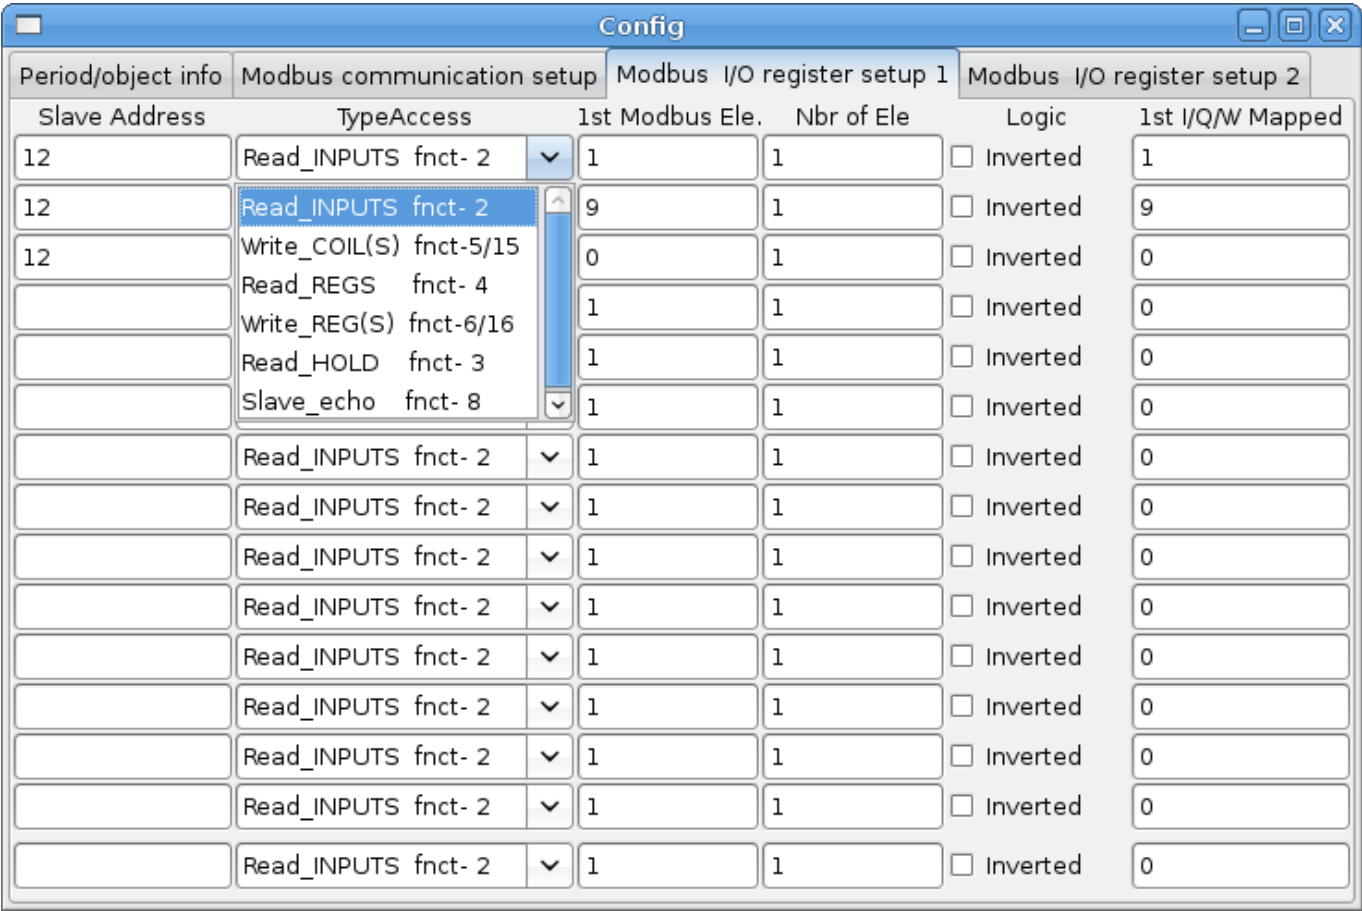 Config
Period/object info Modbus communication setup Modbus I/O register setup 1 Modbus I/O register setup 2
Slave Address TypeAccess 1st Modbus Ele. Nbr of Ele Logic 1st I/Q/W Mapped
12 Read_INPUTS fnct- 2 1 1 Inverted 1
12 Read_INPUTS fnct- 2 9 1 Inverted 9
Write_COIL(S) fnct-5/15
12 0 1 Inverted 0
Read_REGS fnct- 4
1 1 Inverted 0
Write_REG(S) fnct-6/16
Read_HOLD fnct- 3 1 1 Inverted 0
Slave_echo fnct- 8 1 1 Inverted 0
Read_INPUTS fnct- 2 1 1 Inverted 0
Read_INPUTS fnct- 2 1 1 Inverted 0
Read_INPUTS fnct- 2 1 1 Inverted 0
Read_INPUTS fnct- 2 1 1 Inverted 0
Read_INPUTS fnct- 2 1 1 Inverted 0
Read_INPUTS fnct- 2 1 1 Inverted 0
Read_INPUTS fnct- 2 1 1 Inverted 0
Read_INPUTS fnct- 2 1 1 Inverted 0
Read_INPUTS fnct- 2 1 1 Inverted 0